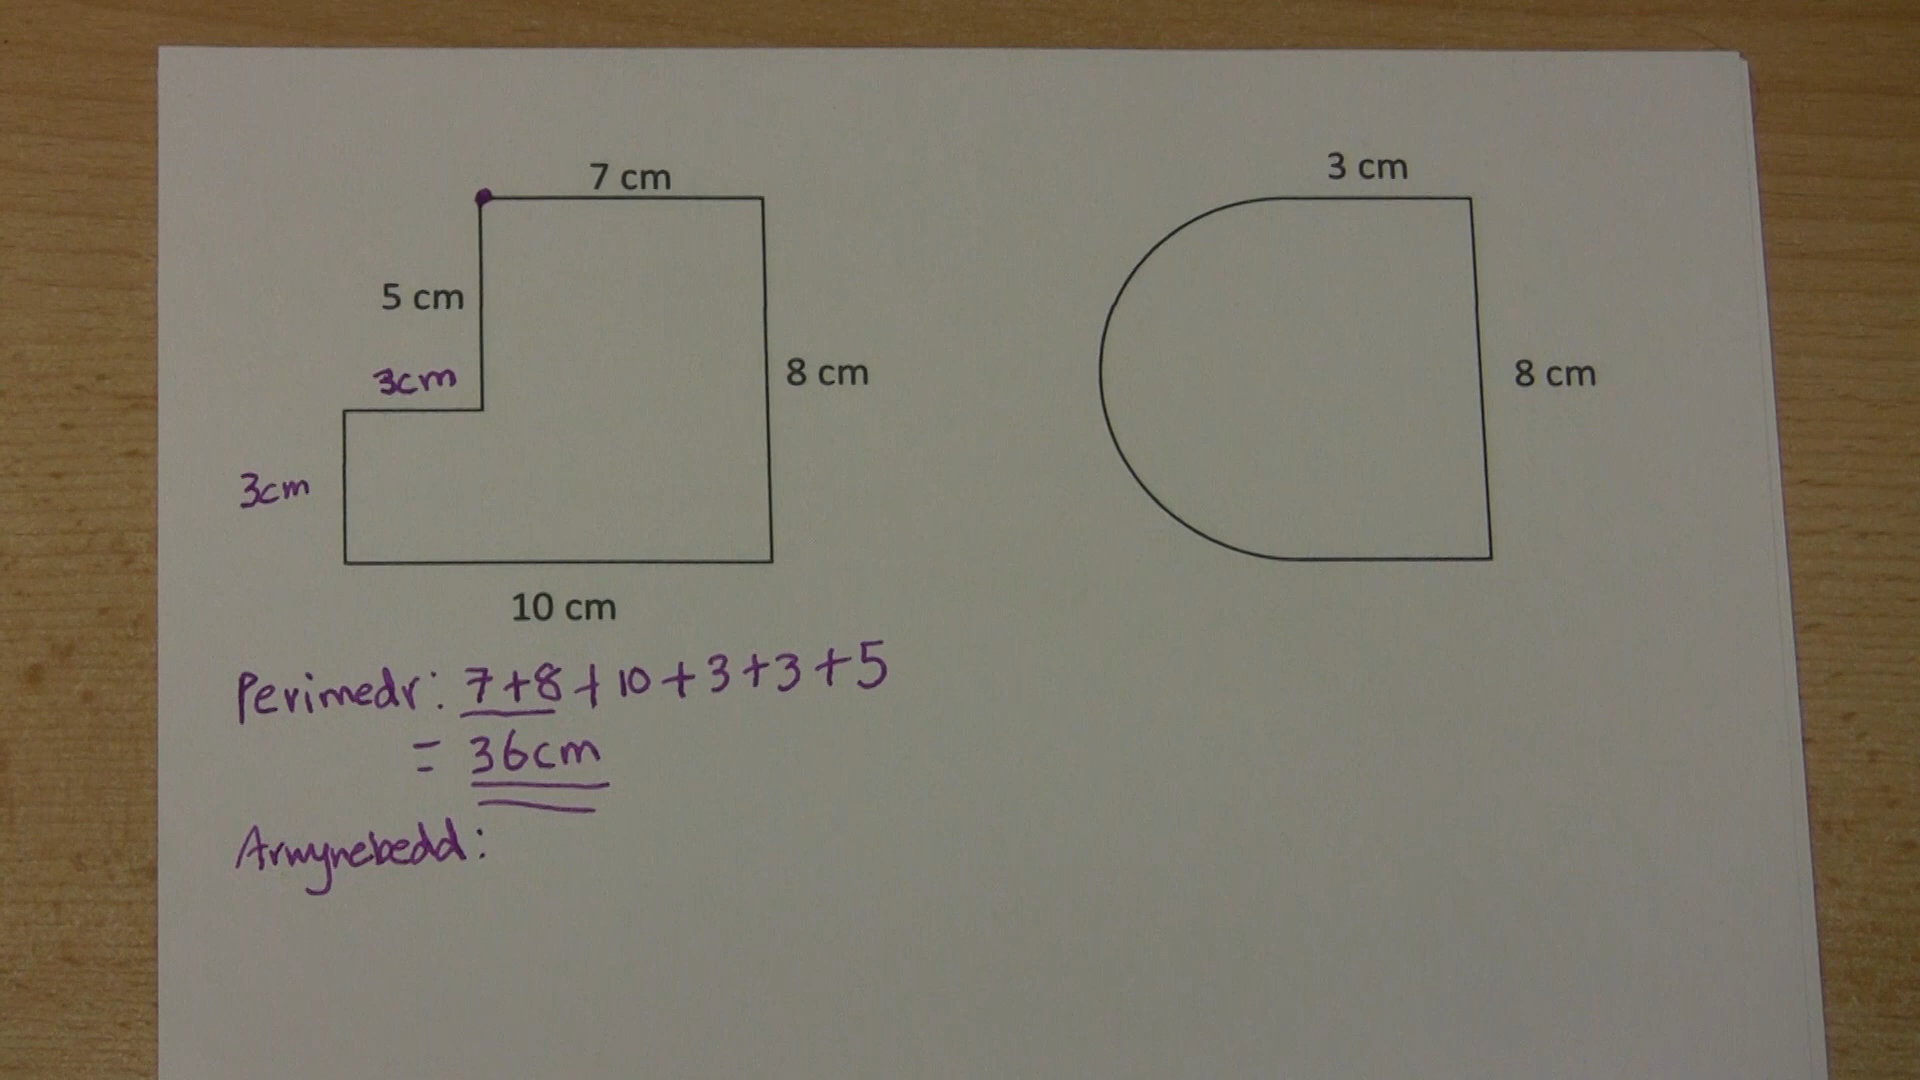 7 cm
5 cm
3cm
8 cm
3cm
10 cm
Perimedr: 7+8+10+3+3+5
= 36cm
Arwynebedd:
3 cm
8 cm